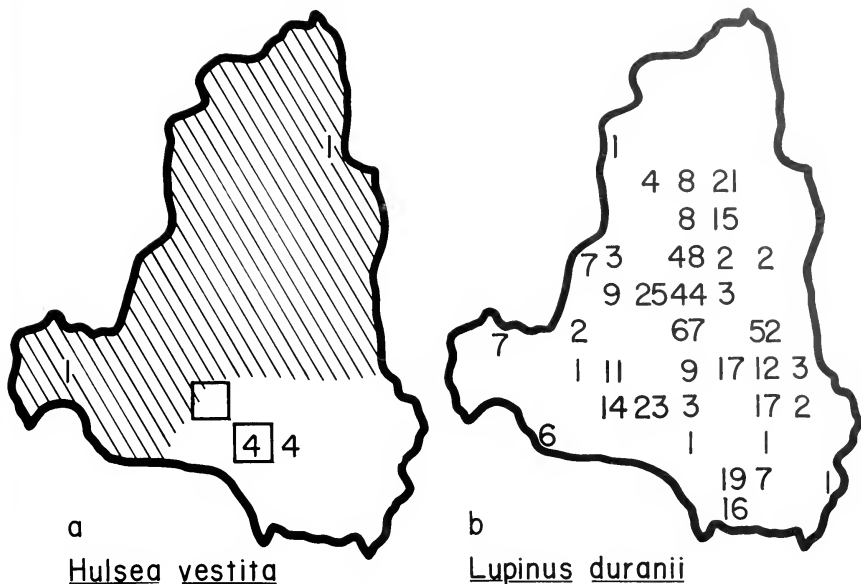 1
1
4 4
a
Hulsea vestita
1
4 8 21
8 15
7 3 48 2 2
9 25 44 3
7 2 67 52
1 11 9 17 12 3
14 23 3 17 2
6 1 1
19 7 1
16
b
Lupinus duranii